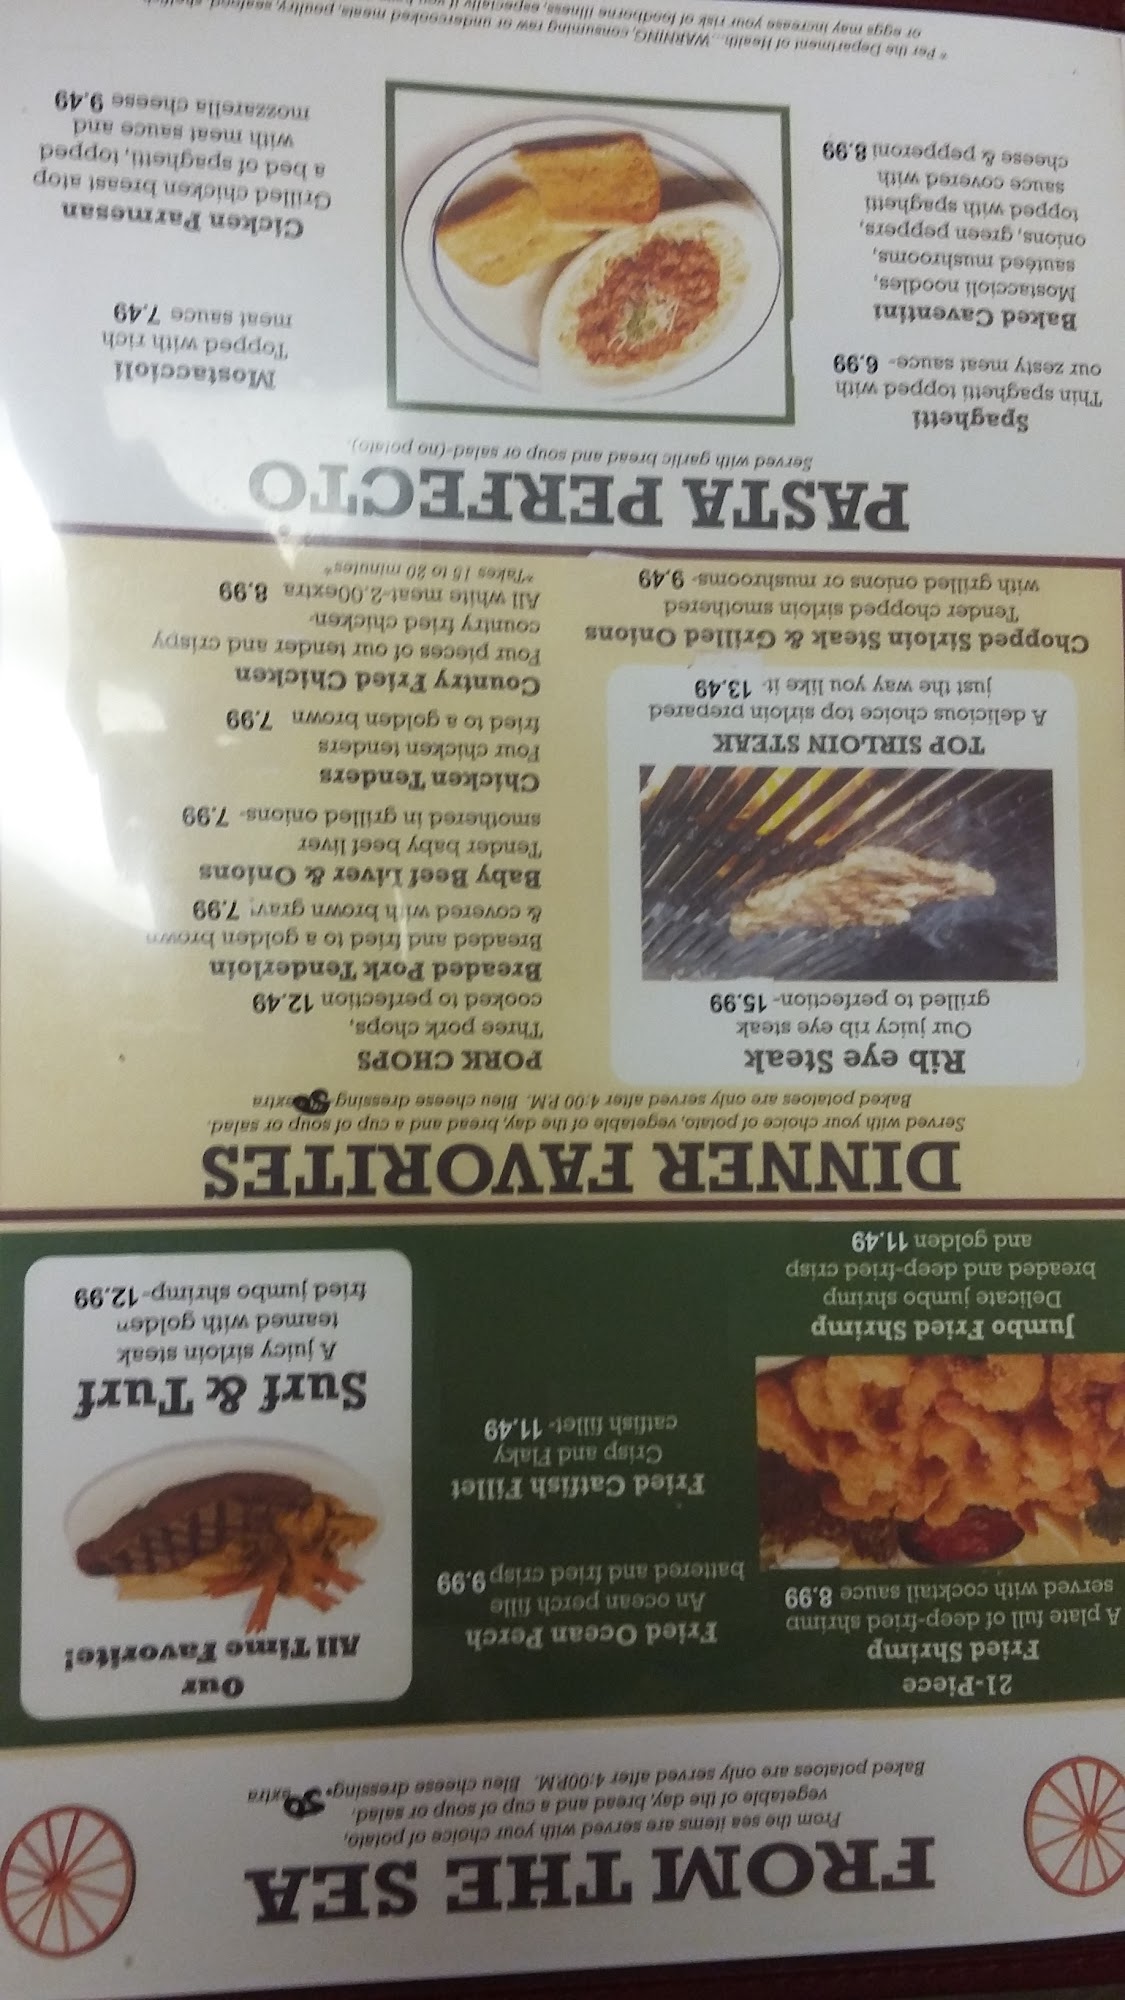 FROM THE SEA
From the sea items are served with your choice of potato,
vegetable of the day, bread and a cup of soup or salad.
Baked potatoes are only served after 4:00P.M. Bleu cheese dressing- 50 extra
21-Piece
Fried Shrimp
A plate full of deep-fried shrimp
served with cocktail sauce 8.99
Jumbo Fried Shrimp
Delicate jumbo shrimp
breaded and deep-fried crisp
and golden 11.49
Fried Ocean Perch
An ocean perch fille
battered and fried crisp 9.99
Fried Catfish Fillet
Crisp and Flaky
catfish fillet- 11.49
Our
All Time Favorite!
Surf & Turf
A juicy sirloin steak
teamed with golden
fried jumbo shrimp-12.99
DINNER FAVORITES
Served with your choice of potato, vegetable of the day, bread and a cup of soup or salad.
Baked potatoes are only served after 4:00 P.M. Bleu cheese dressing- extra
Rib eye Steak
Our juicy rib eye steak
grilled to perfection- 15.99
TOP SIRLOIN STEAK
A delicious choice top sirloin prepared
just the way you like it- 13.49
Chopped Sirloin Steak & Grilled Onions
Tender chopped sirloin smothered
with grilled onions or mushrooms- 9.49
PORK CHOPS
Three pork chops,
cooked to perfection 12.49
Breaded Pork Tenderloin
Breaded and fried to a golden brown
& covered with brown gravy 7.99
Baby Beef Liver & Onions
Tender baby beef liver
smothered in grilled onions- 7.99
Chicken Tenders
Four chicken tenders
fried to a golden brown 7.99
Country Fried Chicken
Four pieces of our tender and crispy
country fried chicken-
All white meat-2.00extra 8.99
*Takes 15 to 20 minutes*
PASTA PERFECTO
Served with garlic bread and soup or salad-(no potato).
Spaghetti
Thin spaghetti topped with
our zesty meat sauce- 6.99
Baked Caventini
Mostaccioli noodles,
sautéed mushrooms,
onions, green peppers,
topped with spaghetti
sauce covered with
cheese & pepperoni 8.99
Mostaccioli
Topped with rich
meat sauce 7.49
Cicken Parmesan
Grilled chicken breast atop
a bed of spaghetti, topped
with meat sauce and
mozzarella cheese 9.49
* Per the Department of Health...WARNING, consuming raw or undercooked meats, poultry, seafood, shellfish
or eggs may increase your risk of foodborne illness, especially if you